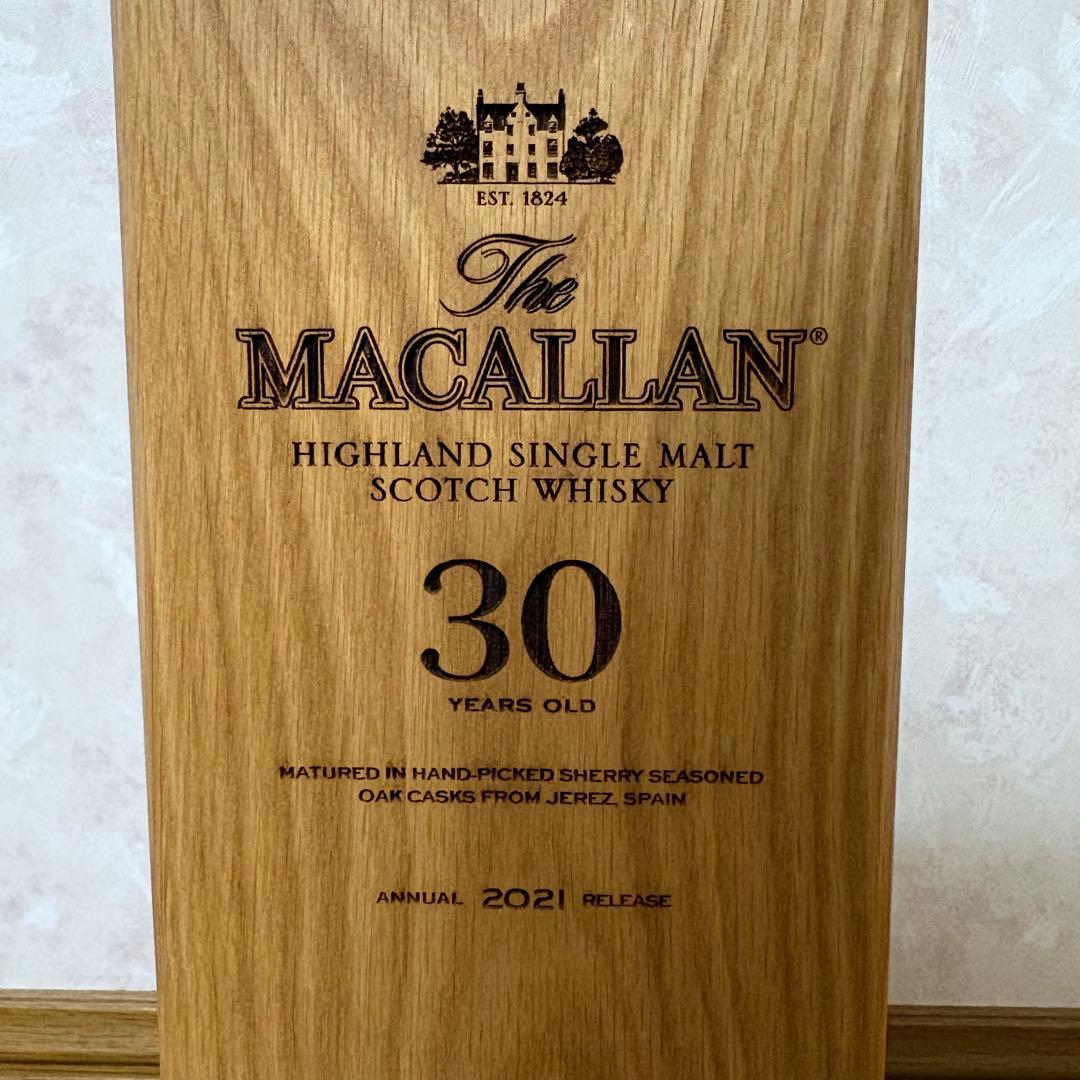 EST. 1824
The
MACALLAN®
HIGHLAND SINGLE MALT
SCOTCH WHISKY
30
YEARS OLD
MATURED IN HAND-PICKED SHERRY SEASONED
OAK CASKS FROM JEREZ, SPAIN
ANNUAL 2021 RELEASE